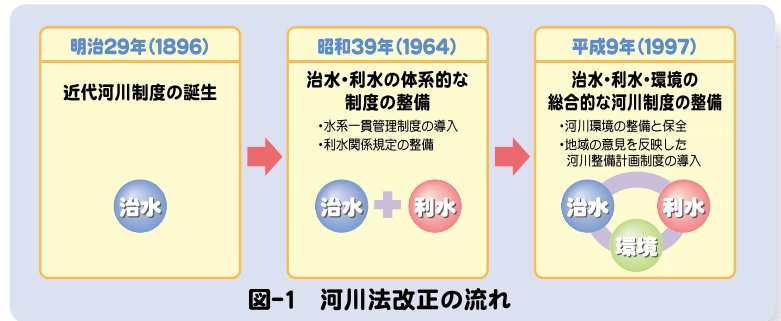 明治29年(1896)
近代河川制度の誕生
治水
昭和39年(1964)
治水・利水の体系的な
制度の整備
・水系一貫管理制度の導入
・利水関係規定の整備
治水
利水
平成9年(1997)
治水・利水・環境の
総合的な河川制度の整備
・河川環境の整備と保全
・地域の意見を反映した
河川整備計画制度の導入
治水
利水
環境
図-1 河川法改正の流れ